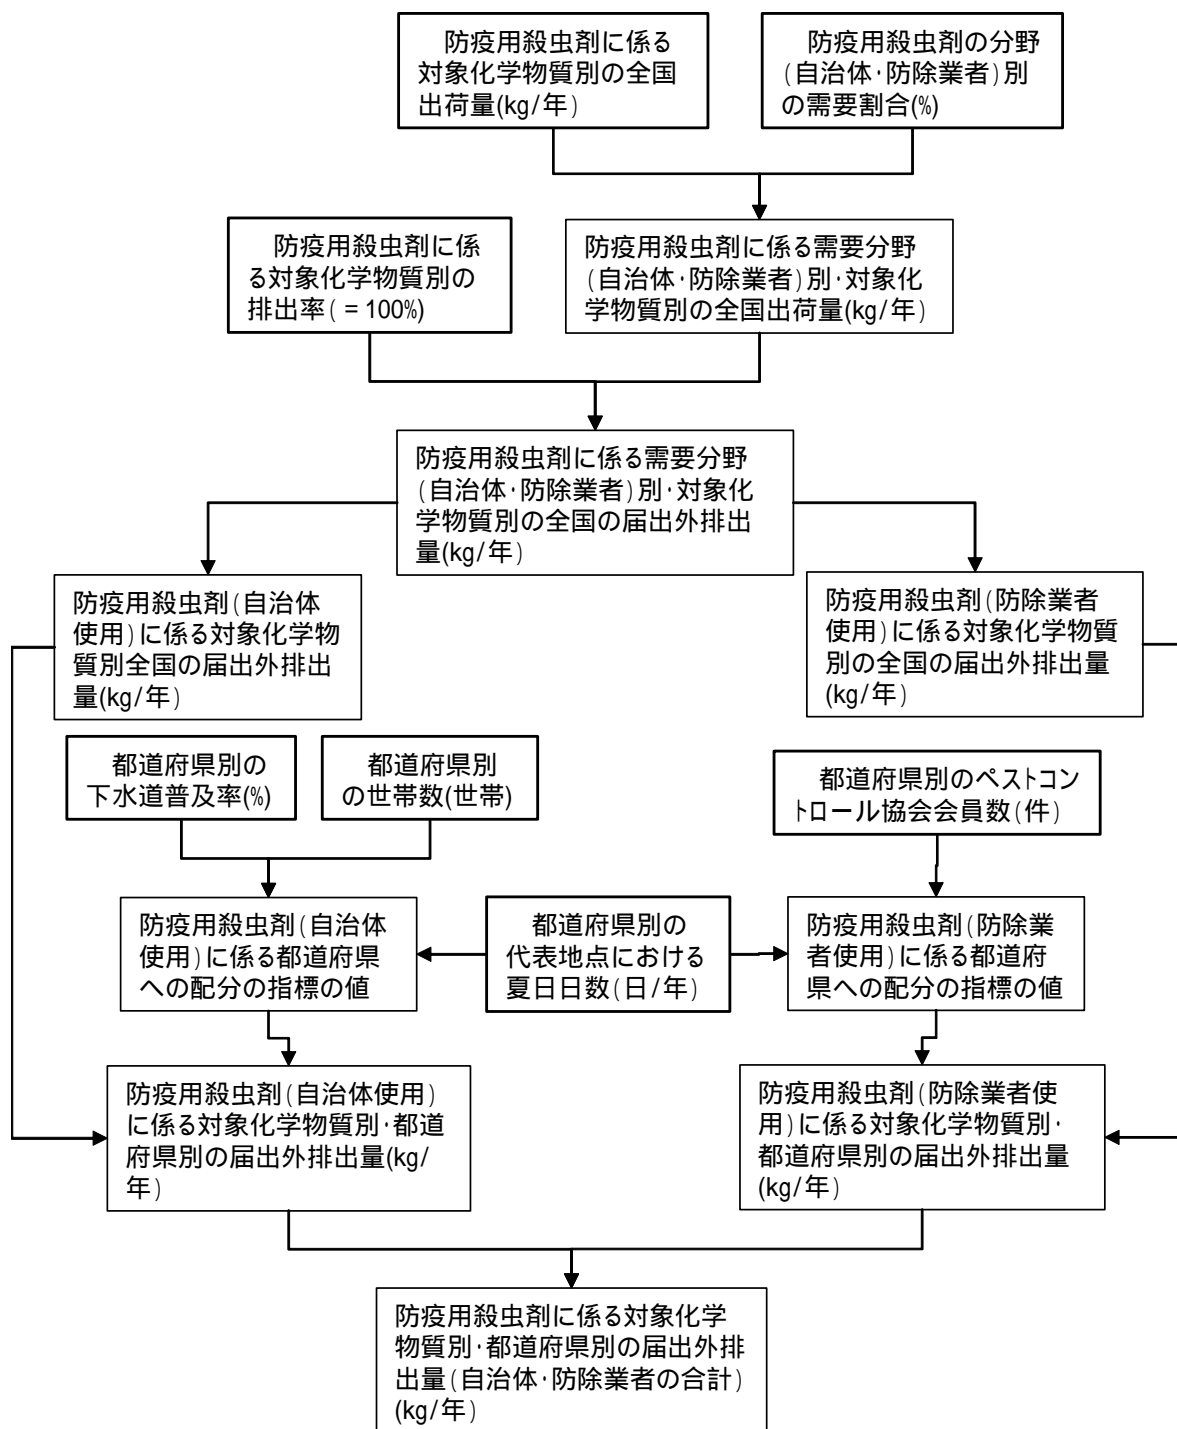 防疫用殺虫剤に係る
対象化学物質別の全国
出荷量(kg/年)
防疫用殺虫剤の分野
(自治体･防除業者)別
の需要割合(%)
防疫用殺虫剤に係
る対象化学物質別の
排出率(=100%)
防疫用殺虫剤に係る需要分野
(自治体･防除業者)別･対象化
学物質別の全国出荷量(kg/年)
防疫用殺虫剤に係る需要分野
(自治体･防除業者)別･対象化
学物質別の全国の届出外排出
量(kg/年)
防疫用殺虫剤(自治体
使用)に係る対象化学物
質別全国の届出外排出
量(kg/年)
防疫用殺虫剤(防除業者
使用)に係る対象化学物質
別の全国の届出外排出量
(kg/年)
都道府県別の
下水道普及率(%)
都道府県別
の世帯数(世帯)
都道府県別のペストコン
トロール協会会員数(件)
防疫用殺虫剤(自治体
使用)に係る都道府県
への配分の指標の値
都道府県別の
代表地点における
夏日日数(日/年)
防疫用殺虫剤(防除業
者使用)に係る都道府
県への配分の指標の値
防疫用殺虫剤(自治体使用)
に係る対象化学物質別･都道
府県別の届出外排出量(kg/
年)
防疫用殺虫剤(防除業者使
用)に係る対象化学物質別･
都道府県別の届出外排出量
(kg/年)
防疫用殺虫剤に係る対象化学
物質別･都道府県別の届出外排
出量(自治体･防除業者の合計)
(kg/年)